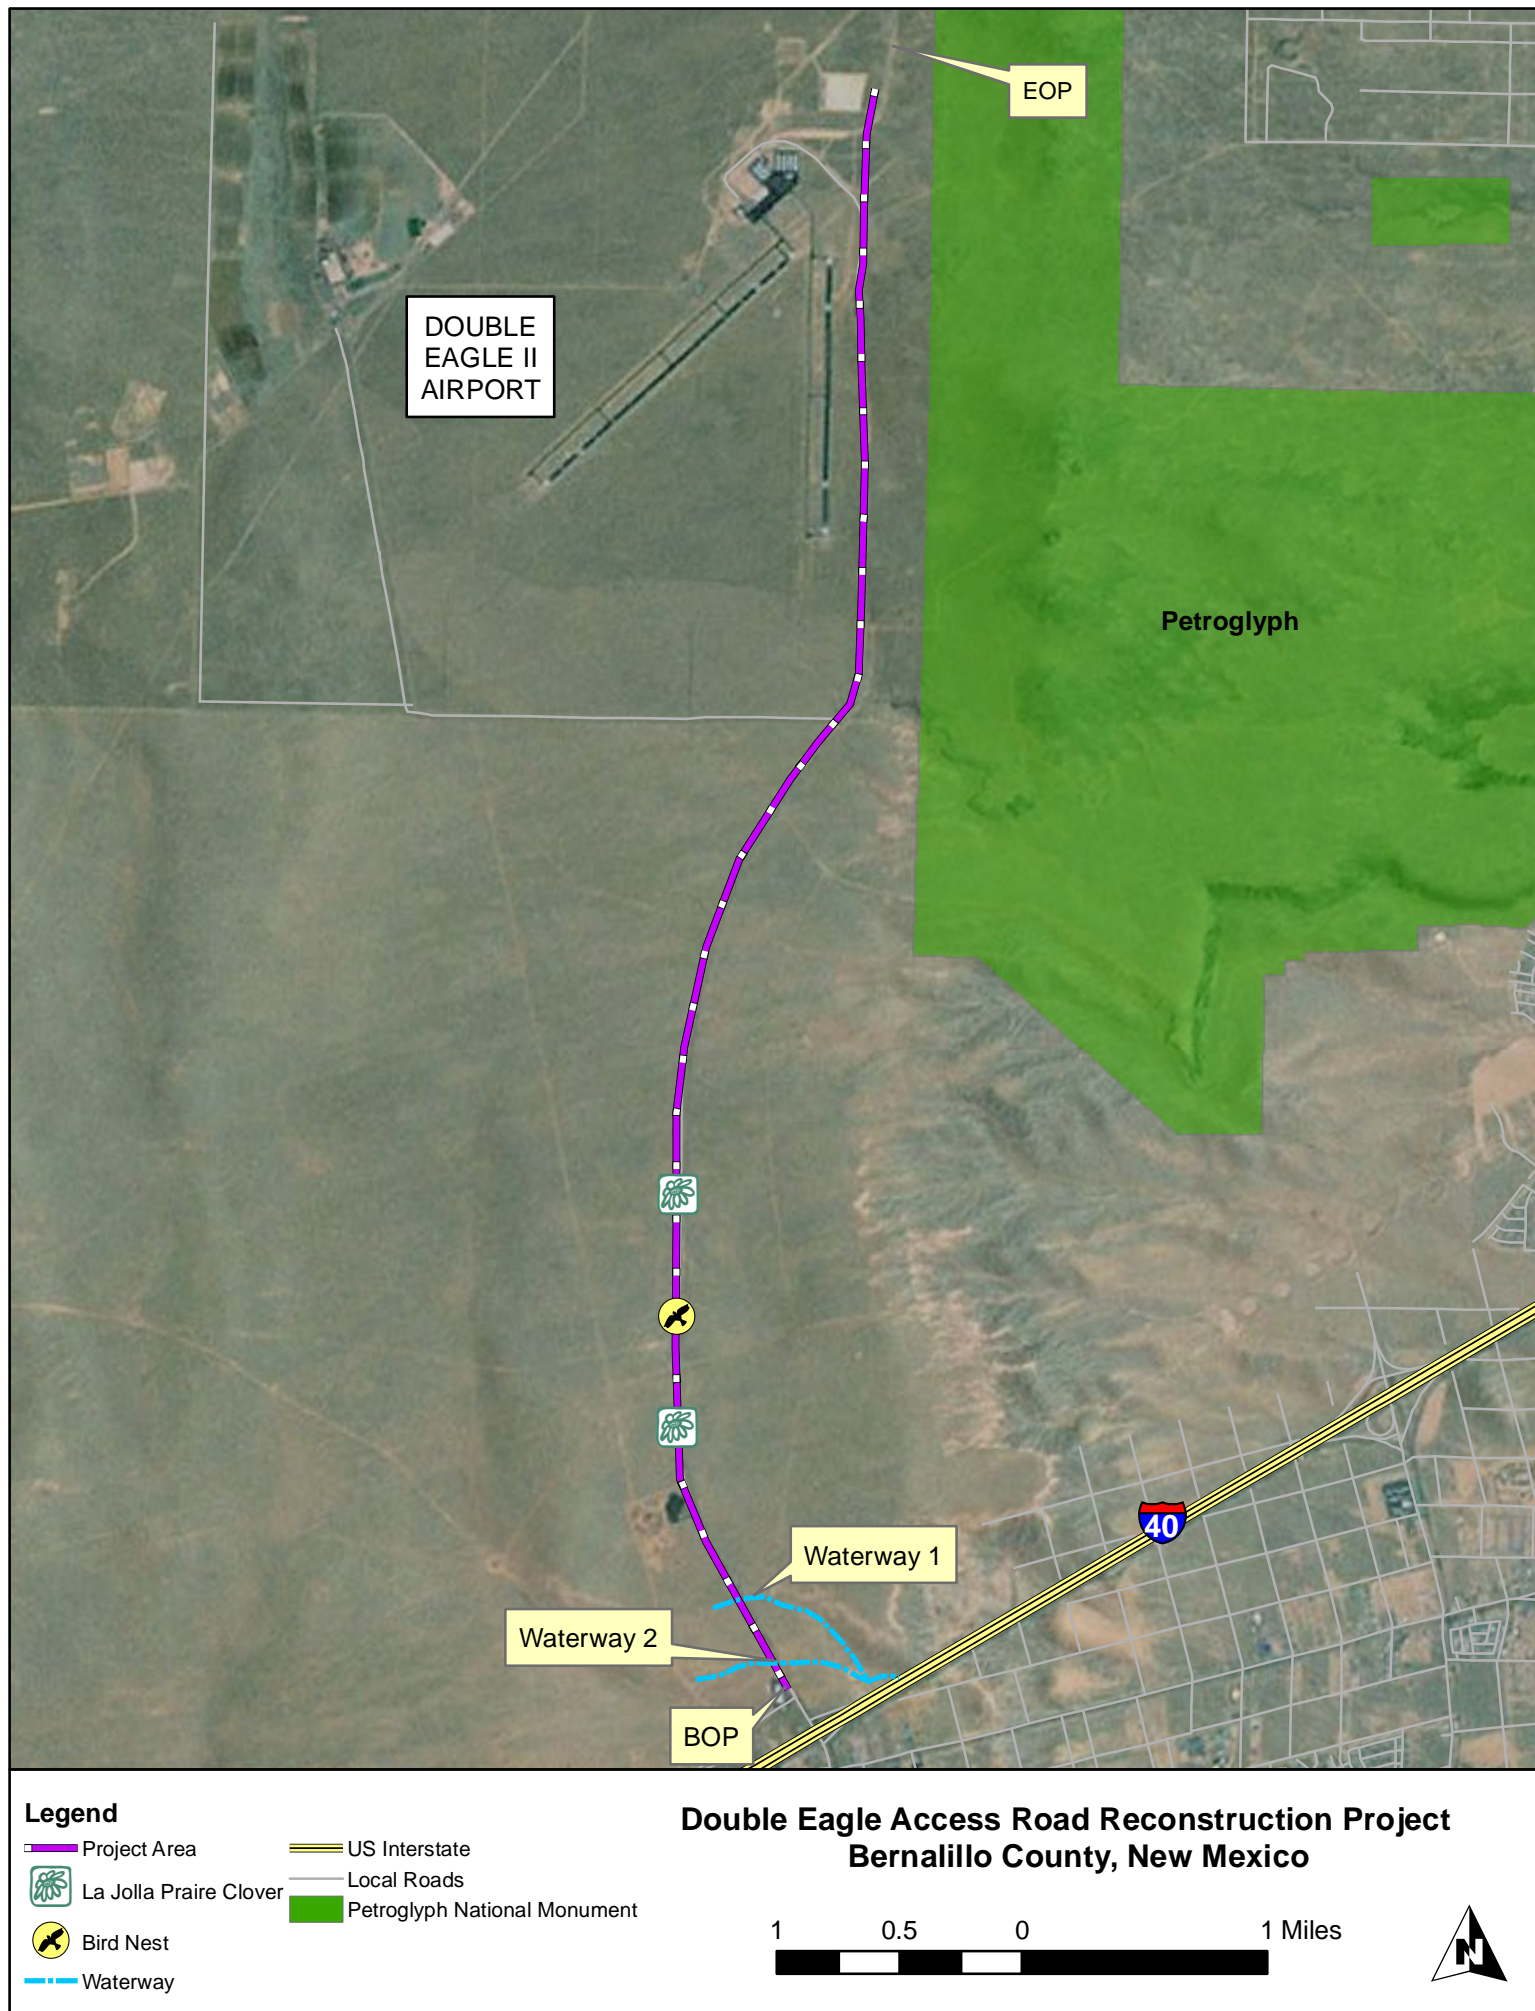 EOP
DOUBLE
EAGLE II
AIRPORT
Petroglyph
40
Waterway 1
Waterway 2
BOP
Legend
Project Area
La Jolla Praire Clover
Bird Nest
Waterway
US Interstate
Local Roads
Petroglyph National Monument
Double Eagle Access Road Reconstruction Project
Bernalillo County, New Mexico
1 0.5 0 1 Miles
N